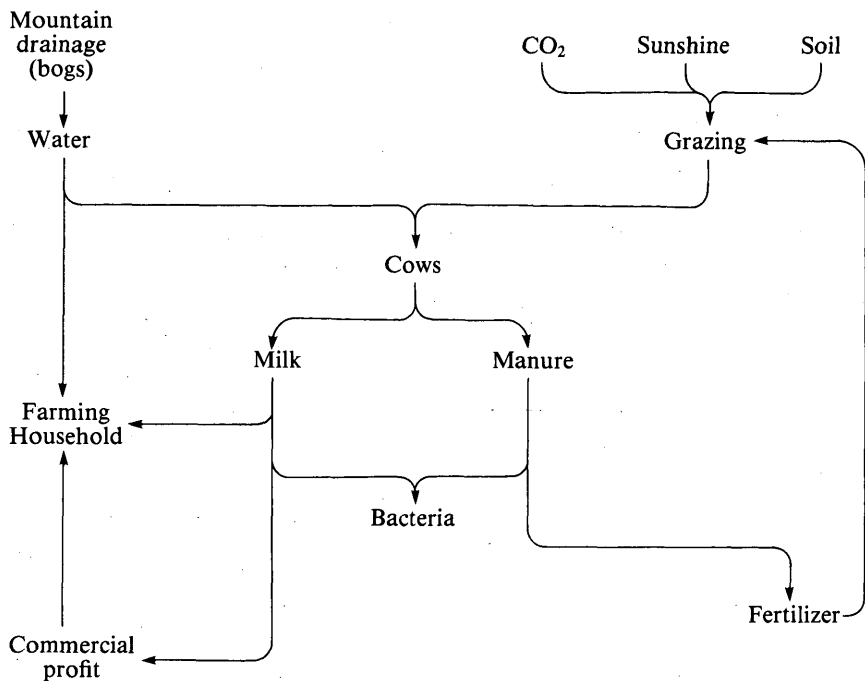 Mountain
drainage
(bogs)
CO₂ Sunshine Soil
Water Grazing
Cows
Milk Manure
Farming
Household
Bacteria
Fertilizer
Commercial
profit